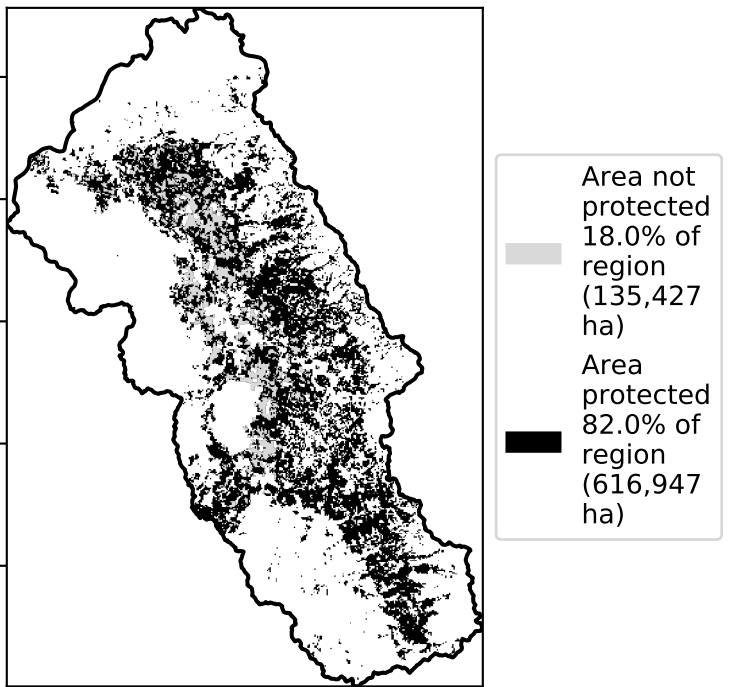 Area not
protected
18.0% of
region
(135,427
ha)
Area
protected
82.0% of
region
(616,947
ha)